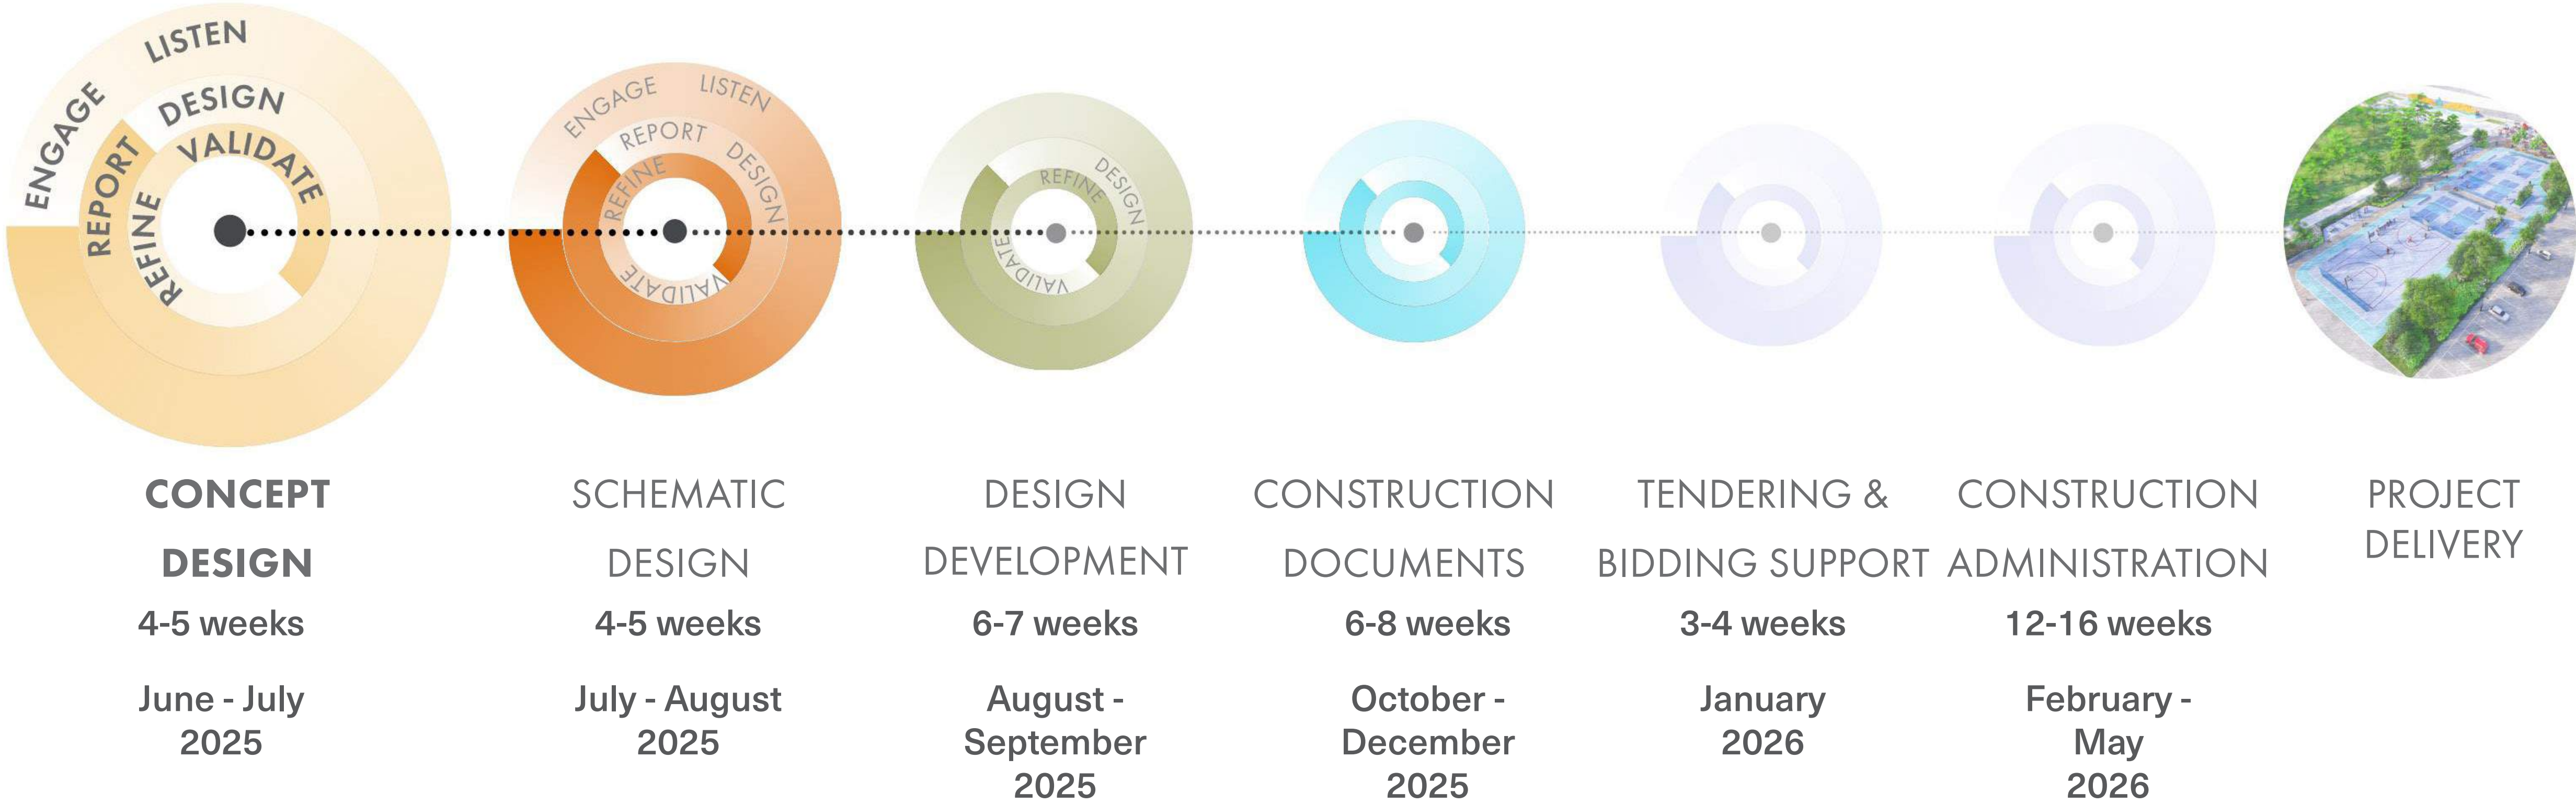 LISTEN
ENGAGE
DESIGN
REPORT
VALIDATE
REFINE
ENGAGE LISTEN
REPORT
DESIGN
REFINE
VALIDATE
DESIGN
REFINE
VALIDATE
CONCEPT
DESIGN
4-5 weeks
June - July
2025
SCHEMATIC
DESIGN
4-5 weeks
July - August
2025
DESIGN
DEVELOPMENT
6-7 weeks
August -
September
2025
CONSTRUCTION
DOCUMENTS
6-8 weeks
October -
December
2025
TENDERING &
BIDDING SUPPORT
3-4 weeks
January
2026
CONSTRUCTION
ADMINISTRATION
12-16 weeks
February -
May
2026
PROJECT
DELIVERY